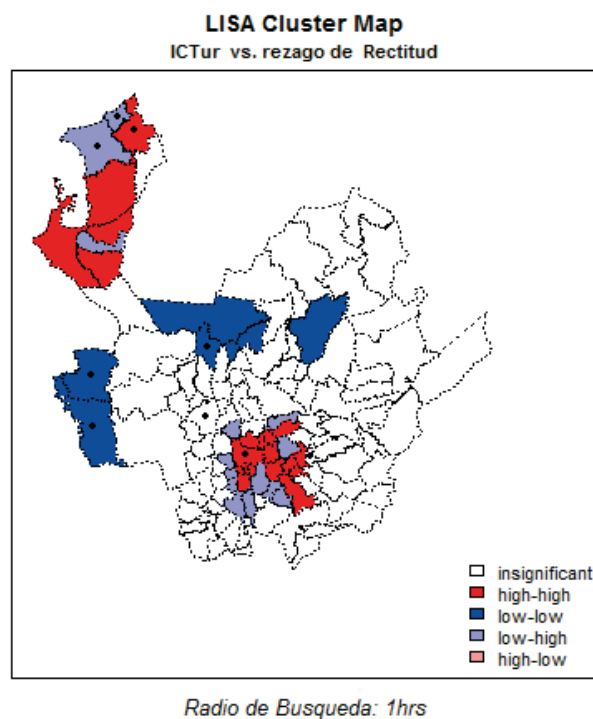 LISA Cluster Map
ICTur vs. rezago de Rectitud
insignificant
high-high
low-low
low-high
high-low
Radio de Busqueda: 1hrs